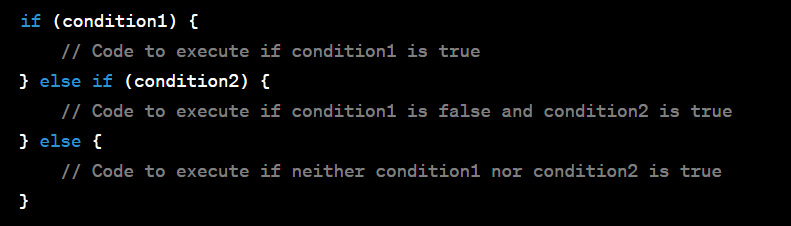 if (condition1) {
    // Code to execute if condition1 is true
} else if (condition2) {
    // Code to execute if condition1 is false and condition2 is true
} else {
    // Code to execute if neither condition1 nor condition2 is true
}